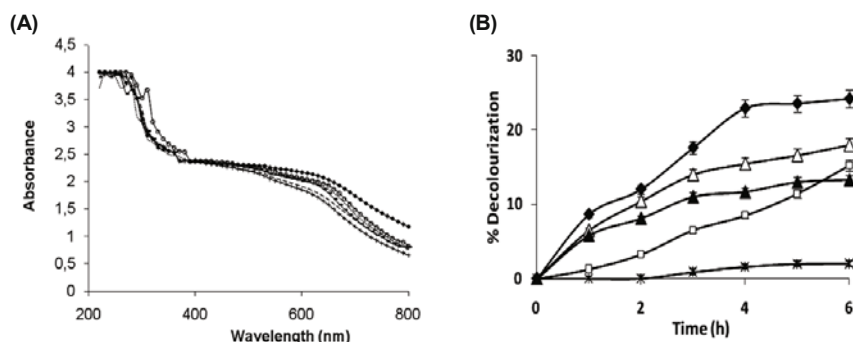 (A)
4,5
4
3,5
3
2,5
2
1,5
1
0,5
Absorbance
200 400 600 800
Wavelength (nm)
(B)
30
20
10
0
% Decolourization
0 2 4 6
Time (h)